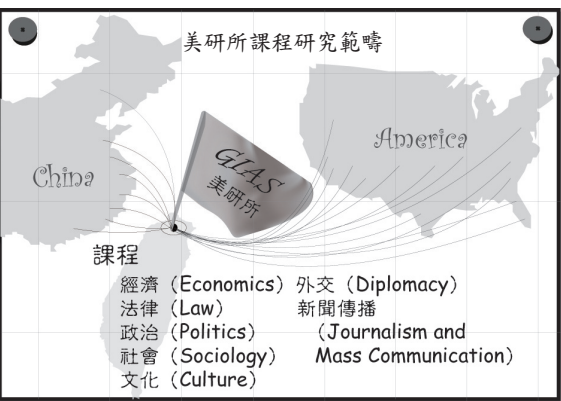 美研所課程研究範疇
China
America
GIAS
美研所
課程
經濟 (Economics) 外交 (Diplomacy)
法律 (Law) 新聞傳播
政治 (Politics) (Journalism and
社會 (Sociology) Mass Communication)
文化 (Culture)